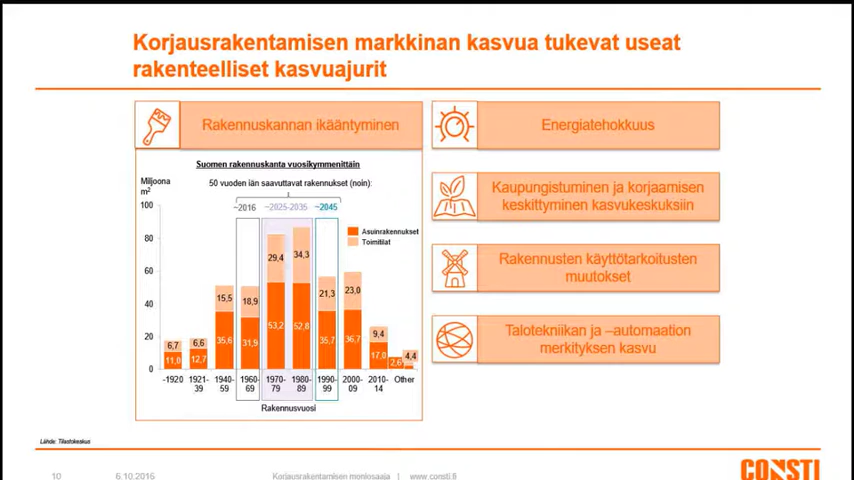 Korjausrakentamisen markkinan kasvua tukevat useat
rakenteelliset kasvuajurit
Rakennuskannan ikääntyminen
Suomen rakennuskanta vuosikymmenittäin
Miljoona
m²
50 vuoden iän saavuttavat rakennukset (noin):
~2016
~2025-2035
~2045
Asuinrakennukset
Toimitilat
100
80
60
40
20
0
6,7
11,0
6,6
12,7
15,5
35,6
18,9
31,9
29,4
53,2
34,3
52,8
21,3
35,7
23,0
36,7
9,4
17,0
4,4
2,6
-1920
1921-
39
1940-
59
1960-
69
1970-
79
1980-
89
1990-
99
2000-
09
2010-
14
Other
Rakennusvuosi
Energiatehokkuus
Kaupungistuminen ja korjaamisen
keskittyminen kasvukeskuksiin
Rakennusten käyttötarkoitusten
muutokset
Talotekniikan ja –automaation
merkityksen kasvu
Lähde: Tilastokeskus
10
6.10.2016
Korjausrakentamisen moniosaaja | www.consti.fi
CONSTI